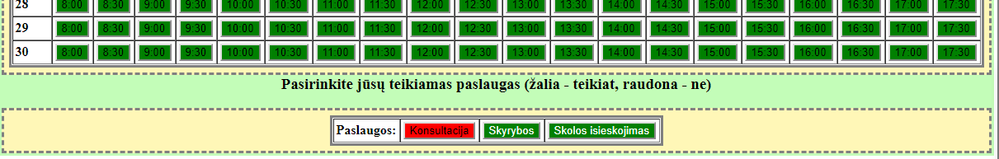 28 8:00 8:30 9:00 9:30 10:00 10:30 11:00 11:30 12:00 12:30 13:00 13:30 14:00 14:30 15:00 15:30 16:00 16:30 17:00 17:30
29 8:00 8:30 9:00 9:30 10:00 10:30 11:00 11:30 12:00 12:30 13:00 13:30 14:00 14:30 15:00 15:30 16:00 16:30 17:00 17:30
30 8:00 8:30 9:00 9:30 10:00 10:30 11:00 11:30 12:00 12:30 13:00 13:30 14:00 14:30 15:00 15:30 16:00 16:30 17:00 17:30
Pasirinkite jūsų teikiamas paslaugas (žalia - teikiat, raudona - ne)
Paslaugos: Konsultacija Skyrybos Skolos isieskojimas